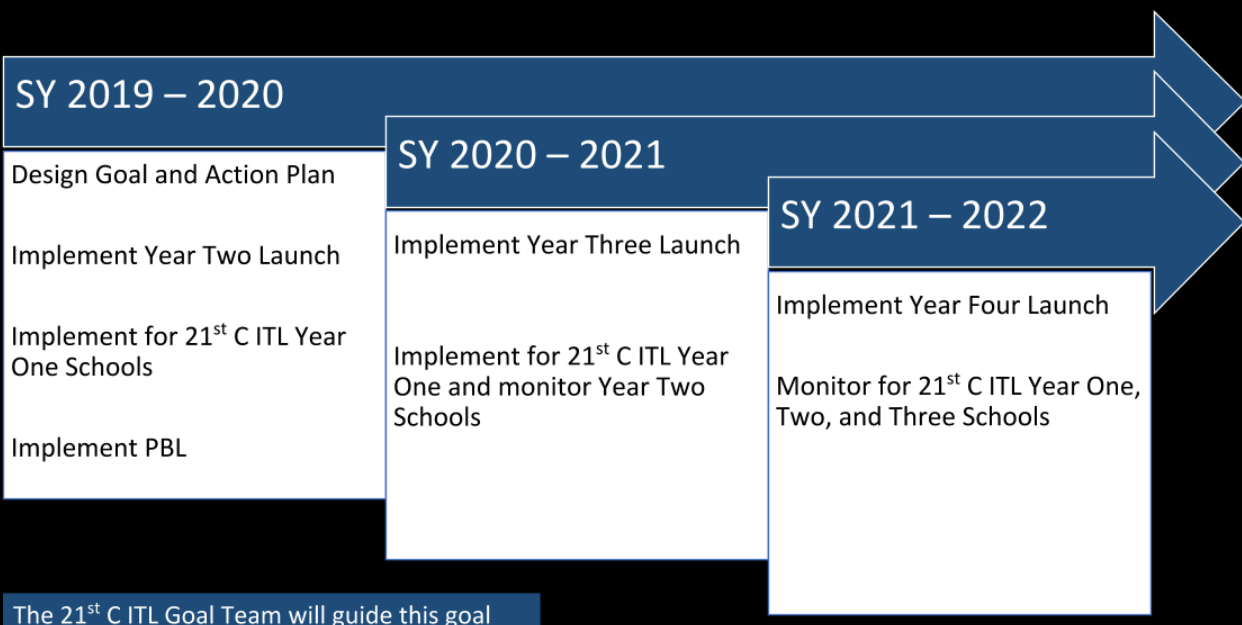 SY 2019 – 2020
Design Goal and Action Plan
Implement Year Two Launch
Implement for 21st C ITL Year
One Schools
Implement PBL
SY 2020 – 2021
Implement Year Three Launch
Implement for 21st C ITL Year
One and monitor Year Two
Schools
SY 2021 – 2022
Implement Year Four Launch
Monitor for 21st C ITL Year One,
Two, and Three Schools
The 21st C ITL Goal Team will guide this goal